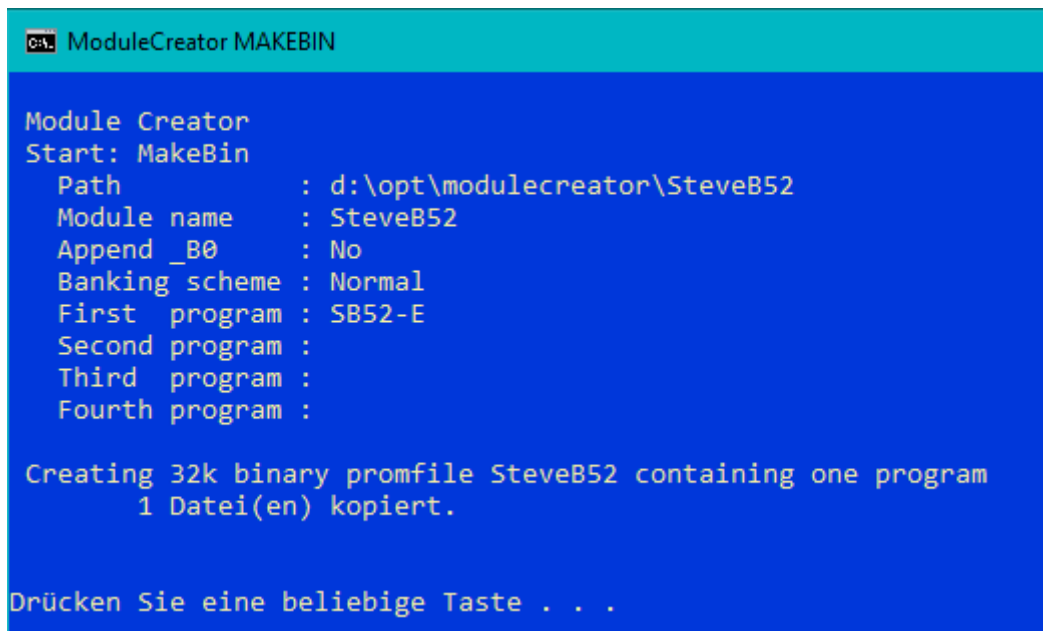 ModuleCreator MAKEBIN
Module Creator
Start: MakeBin
Path : d:\opt\modulecreator\SteveB52
Module name : SteveB52
Append _B0 : No
Banking scheme : Normal
First program : SB52-E
Second program :
Third program :
Fourth program :
Creating 32k binary promfile SteveB52 containing one program
1 Datei(en) kopiert.
Drücken Sie eine beliebige Taste . . .